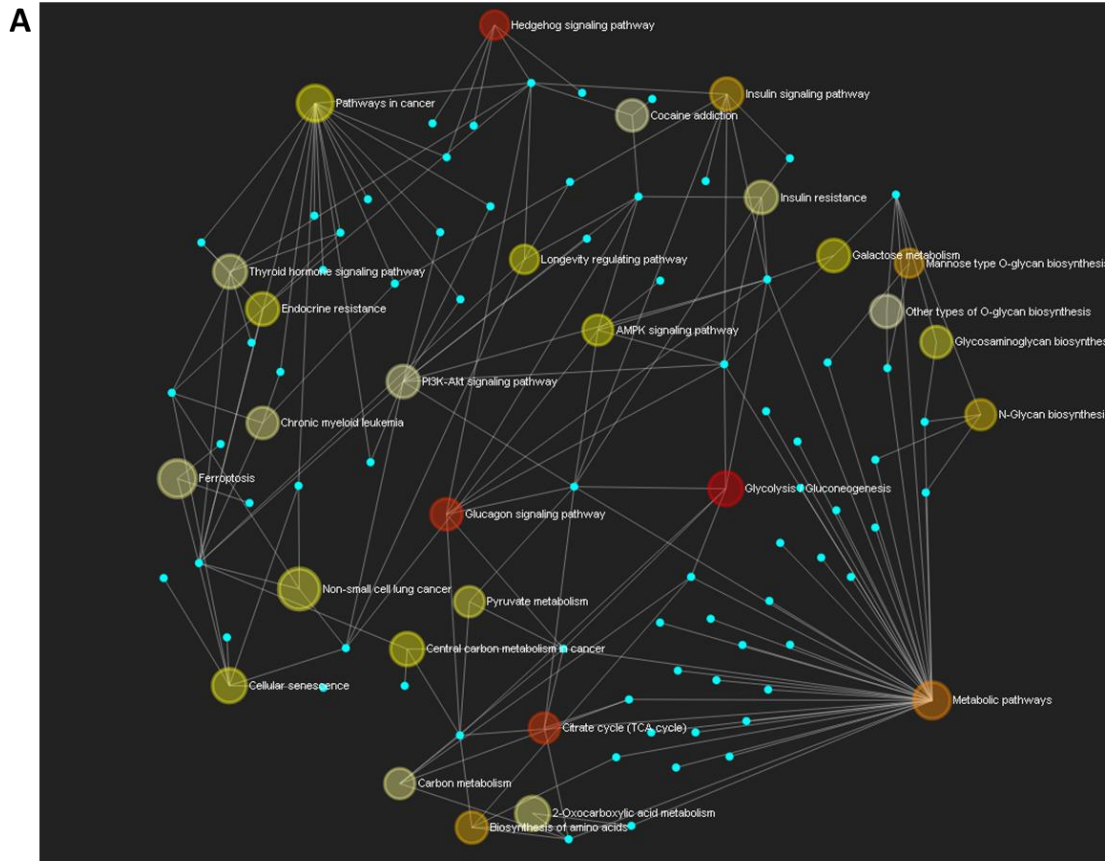 A
Hedgehog signaling pathway
Pathways in cancer
Insulin signaling pathway
Cocaine addiction
Insulin resistance
Thyroid hormone signaling pathway
Longevity regulating pathway
Galactose metabolism
Mannose type O-glycan biosynthesis
Endocrine resistance
Other types of O-glycan biosynthesis
AMPK signaling pathway
Glycosaminoglycan biosynthes
PI3K-Akt signaling pathway
N-Glycan biosynthesis
Chronic myeloid leukemia
Ferroptosis
Glycolysis / Gluconeogenesis
Glucagon signaling pathway
Non-small cell lung cancer
Pyruvate metabolism
Central carbon metabolism in cancer
Cellular senescence
Metabolic pathways
Citrate cycle (TCA cycle)
Carbon metabolism
2-Oxocarboxylic acid metabolism
Biosynthesis of amino acids